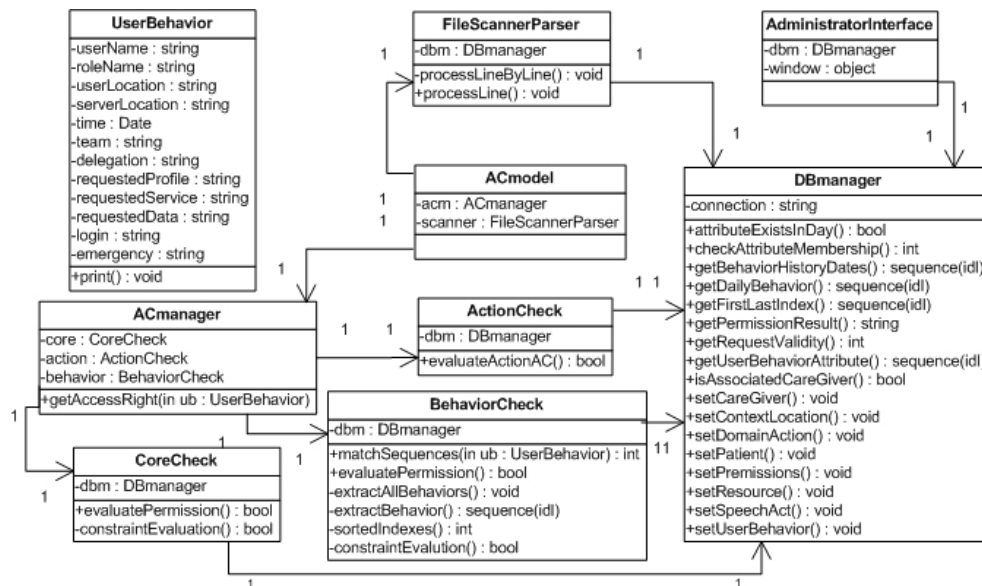 UserBehavior
-userName : string
-roleName : string
-userLocation : string
-serverLocation : string
-time : Date
-team : string
-delegation : string
-requestedProfile : string
-requestedService : string
-requestedData : string
-login : string
-emergency : string
+print() : void
FileScannerParser
-dbm : DBmanager
-processLineByLine() : void
+processLine() : void
AdministratorInterface
-dbm : DBmanager
-window : object
1
1
1
1
1
ACmodel
-acm : ACmanager
-scanner : FileScannerParser
1
1
1
DBmanager
-connection : string
+attributeExistsInDay() : bool
+checkAttributeMembership() : int
+getBehaviorHistoryDates() : sequence(idl)
+getDailyBehavior() : sequence(idl)
+getFirstLastIndex() : sequence(idl)
+getPermissionResult() : string
+getRequestValidity() : int
+getUserBehaviorAttribute() : sequence(idl)
+isAssociatedCareGiver() : bool
+setCareGiver() : void
+setContextLocation() : void
+setDomainAction() : void
+setPatient() : void
+setPremissions() : void
+setResource() : void
+setSpeechAct() : void
+setUserBehavior() : void
ACmanager
-core : CoreCheck
-action : ActionCheck
-behavior : BehaviorCheck
+getAccessRight(in ub : UserBehavior)
1
1
ActionCheck
-dbm : DBmanager
+evaluateActionAC() : bool
1 1
BehaviorCheck
-dbm : DBmanager
+matchSequences(in ub : UserBehavior) : int
+evaluatePermission() : bool
-extractAllBehaviors() : void
-extractBehavior() : sequence(idl)
-sortedIndexes() : int
-constraintEvalution() : bool
1
1
11
1
1
CoreCheck
-dbm : DBmanager
+evaluatePermission() : bool
-constraintEvaluation() : bool
1
1